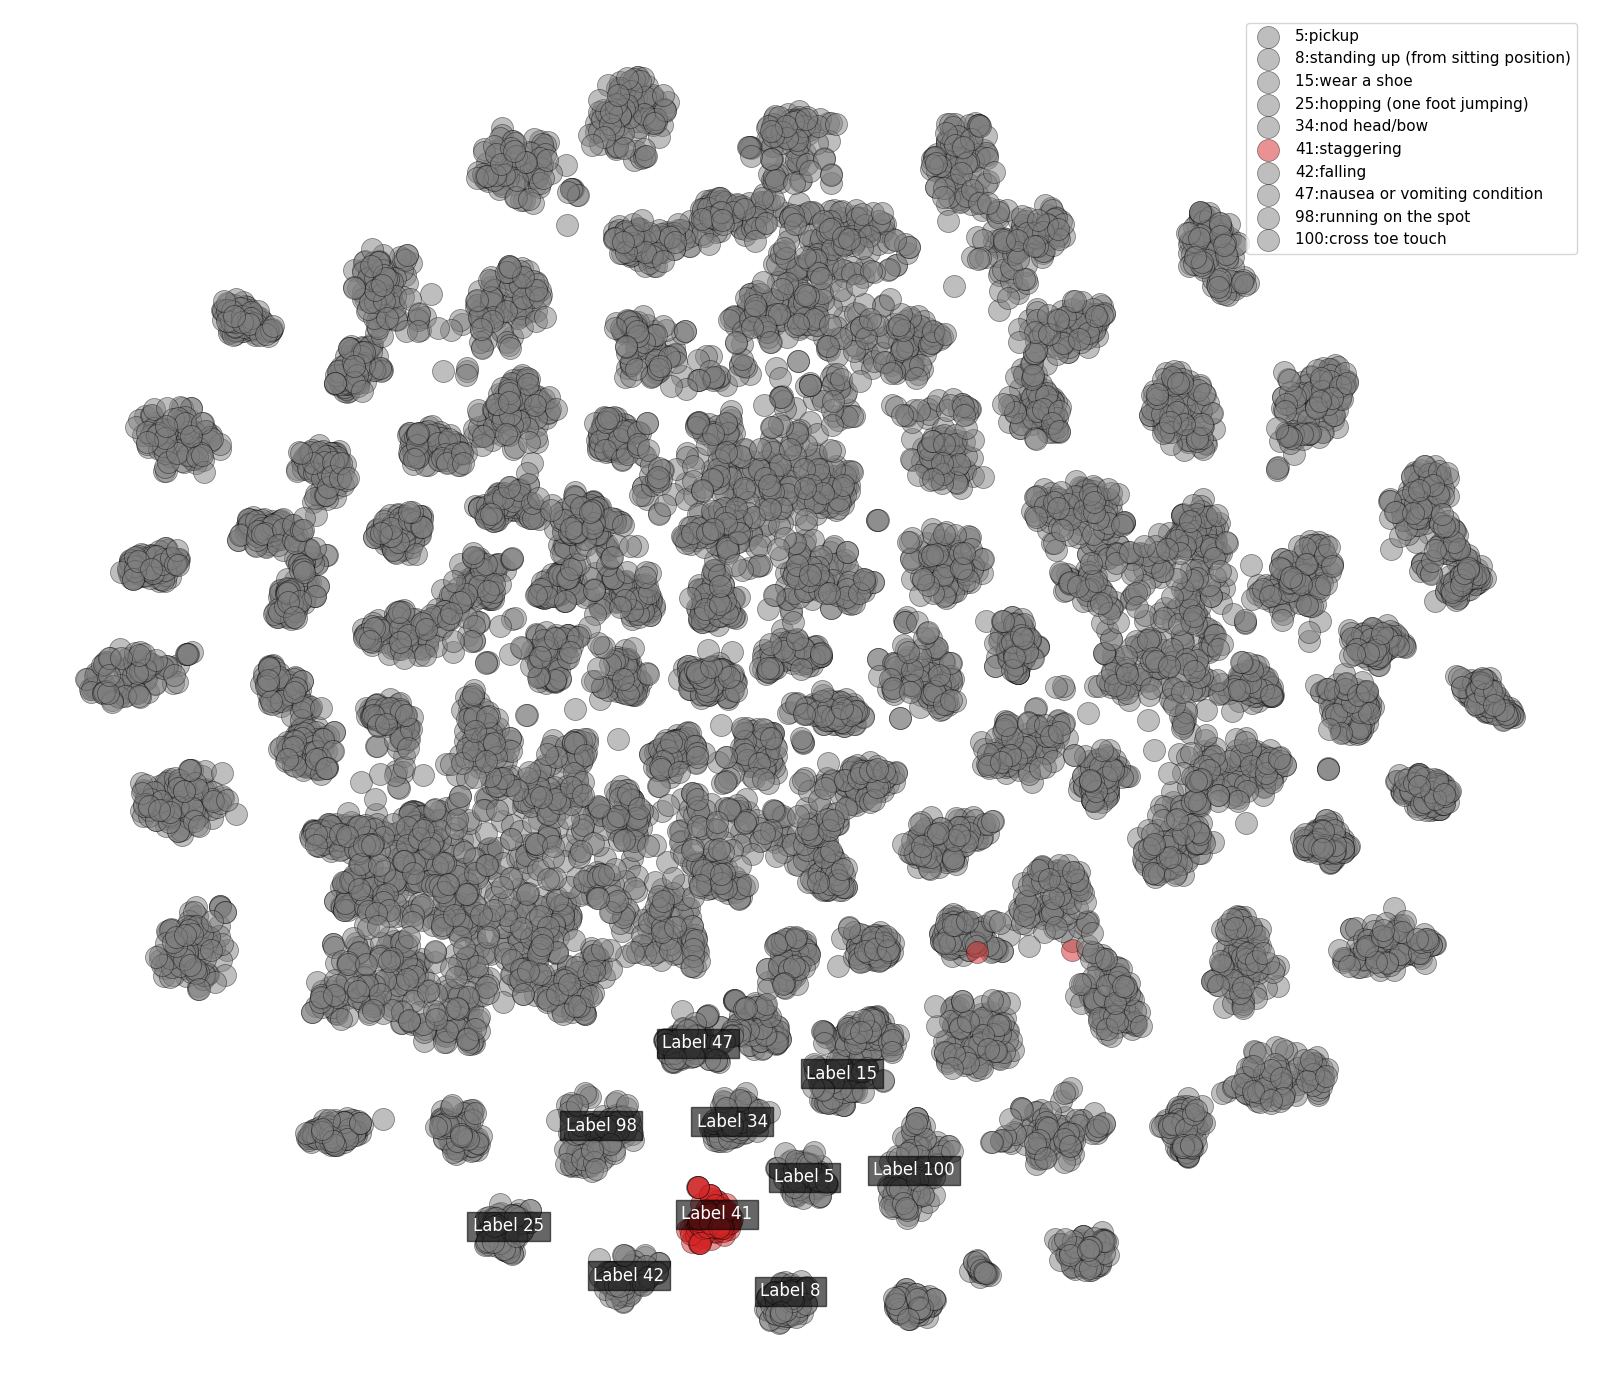 5:pickup
8:standing up (from sitting position)
15:wear a shoe
25:hopping (one foot jumping)
34:nod head/bow
41:staggering
42:falling
47:nausea or vomiting condition
98:running on the spot
100:cross toe touch
Label 47
Label 15
Label 98
Label 34
Label 5
Label 100
Label 41
Label 25
Label 42
Label 8